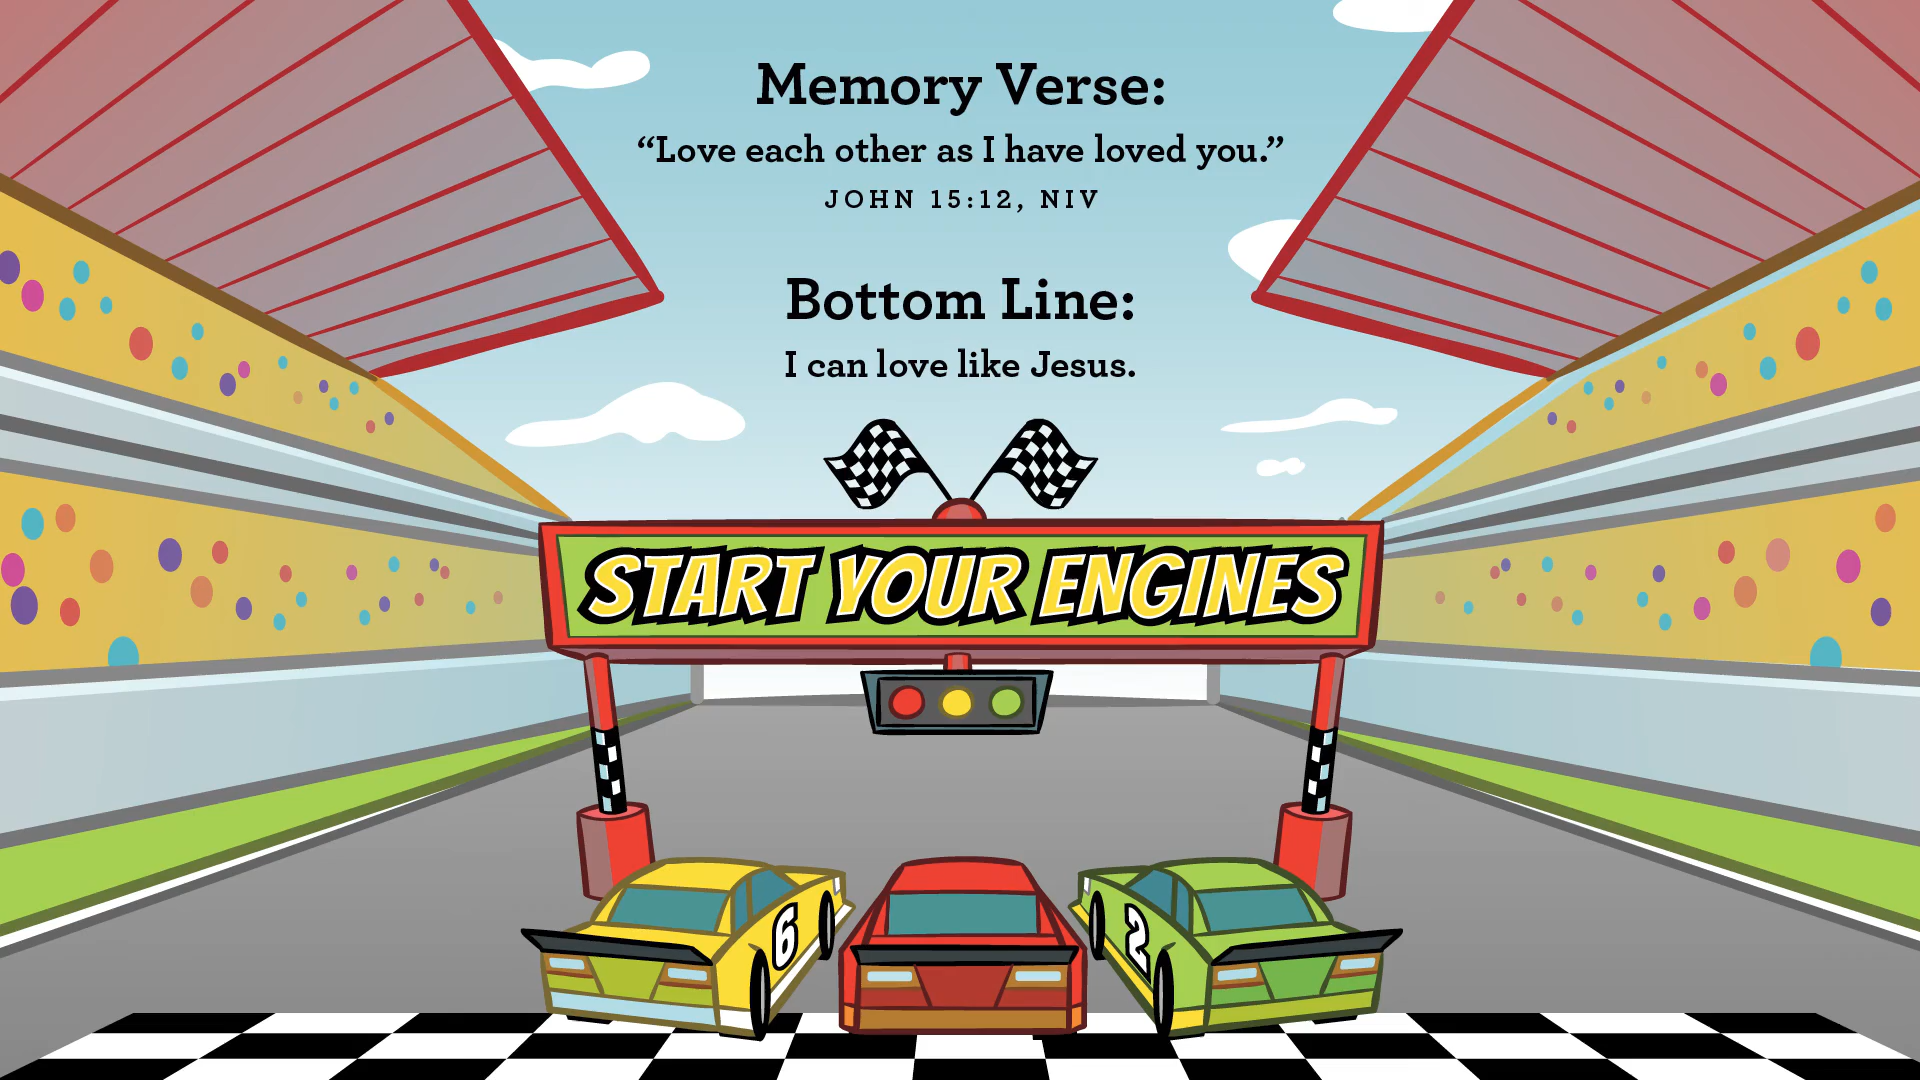 Memory Verse:
“Love each other as I have loved you.”
JOHN 15:12, NIV
Bottom Line:
I can love like Jesus.
START YOUR ENGINES
6
2